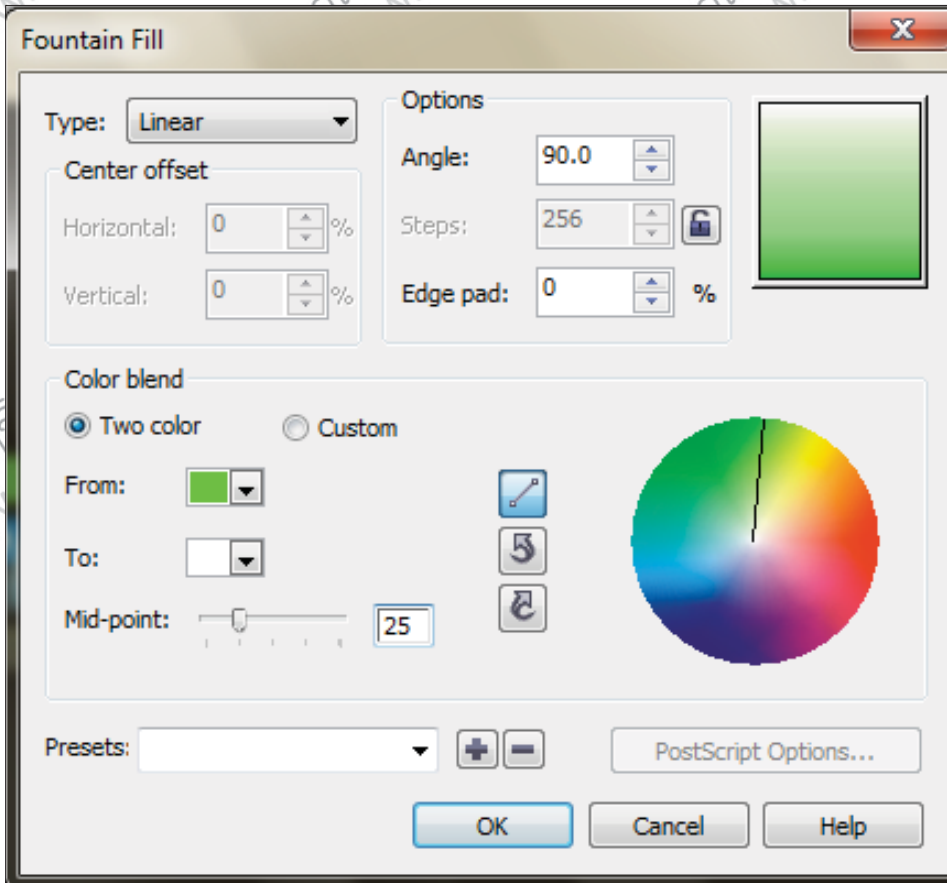 Fountain Fill
Type: Linear
Options
Angle: 90.0
Center offset
Horizontal: 0 %
Steps: 256
Vertical: 0 %
Edge pad: 0 %
Color blend
Two color Custom
From:
To:
Mid-point: 25
Presets:
PostScript Options...
OK Cancel Help